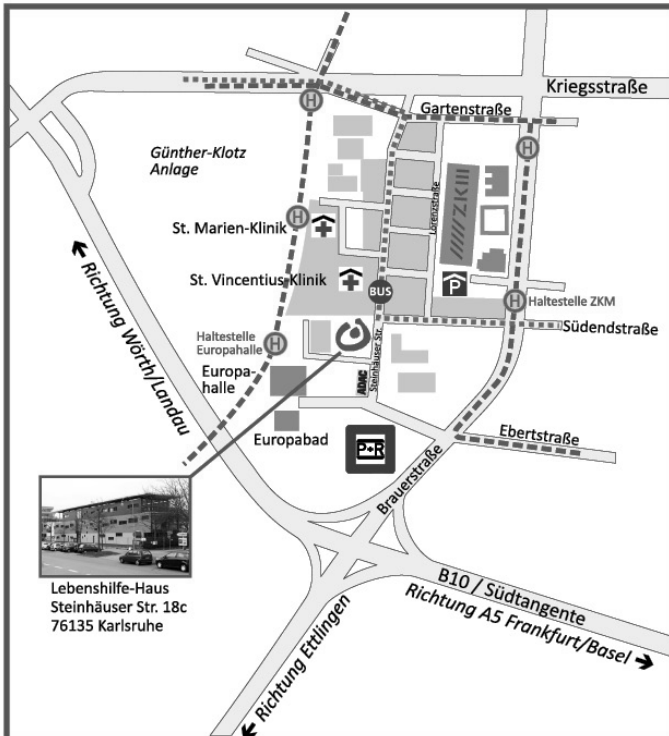 Kriegsstraße
Gartenstraße
H
H
Günther-Klotz
Anlage
Lorenzstraße
ZKM
H
St. Marien-Klinik
St. Vincentius-Klinik
P
BUS
H
Haltestelle ZKM
Südendstraße
Steinhäuser Str.
Haltestelle
Europahalle
H
Europa-
halle
ADAC
Europabad
P+R
Ebertstraße
Brauerstraße
← Richtung Wörth/Landau
B10 / Südtangente
Richtung A5 Frankfurt/Basel →
← Richtung Ettlingen
Lebenshilfe-Haus
Steinhäuser Str. 18c
76135 Karlsruhe